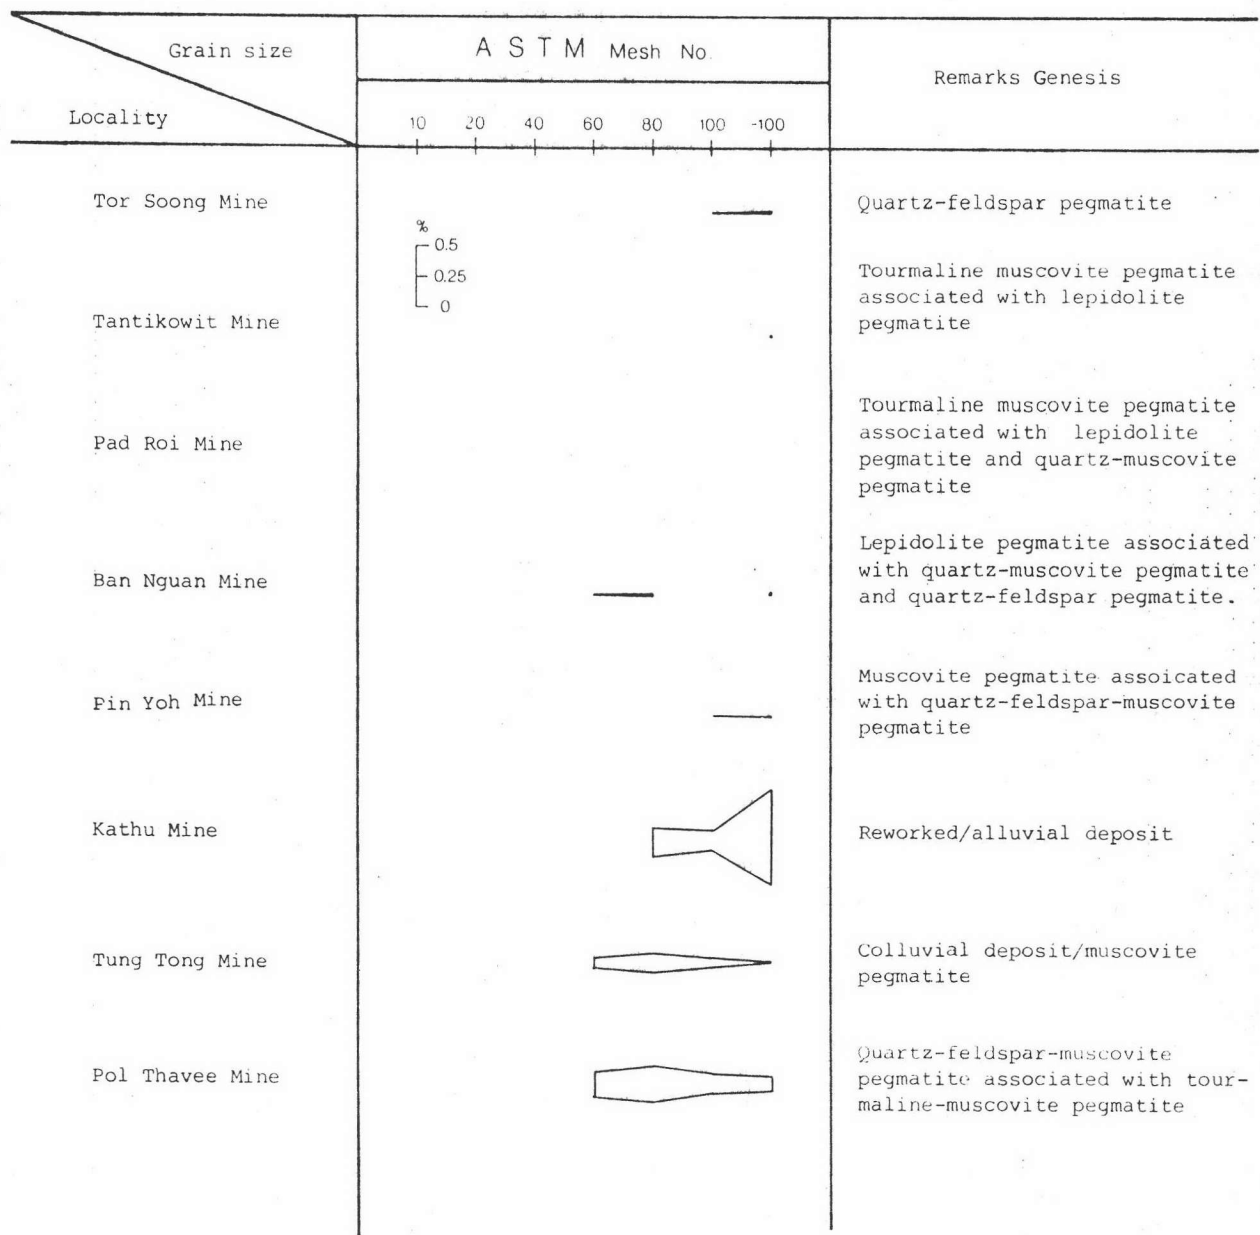 Grain size
Locality
A S T M Mesh No.
Remarks Genesis
10 20 40 60 80 100 -100
%
0.5
0.25
0
Tor Soong Mine
Quartz-feldspar pegmatite
Tantikowit Mine
Tourmaline muscovite pegmatite
associated with lepidolite
pegmatite
Pad Roi Mine
Tourmaline muscovite pegmatite
associated with lepidolite
pegmatite and quartz-muscovite
pegmatite
Ban Nguan Mine
Lepidolite pegmatite associated
with quartz-muscovite pegmatite
and quartz-feldspar pegmatite.
Pin Yoh Mine
Muscovite pegmatite assoicated
with quartz-feldspar-muscovite
pegmatite
Kathu Mine
Reworked/alluvial deposit
Tung Tong Mine
Colluvial deposit/muscovite
pegmatite
Pol Thavee Mine
Quartz-feldspar-muscovite
pegmatite associated with tour-
maline-muscovite pegmatite